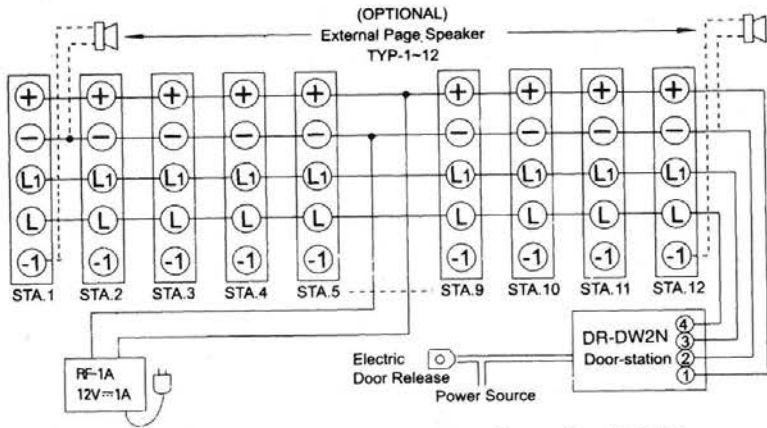 (OPTIONAL)
External Page Speaker
TYP-1~12
+ + + + + + + + +
− − − − − − − − −
L1 L1 L1 L1 L1 L1 L1 L1 L1
L L L L L L L L L
-1 -1 -1 -1 -1 -1 -1 -1 -1
STA.1 STA.2 STA.3 STA.4 STA.5 STA.9 STA.10 STA.11 STA.12
RF-1A
12V⎓1A
Electric
Door Release
Power Source
DR-DW2N
Door-station
4
3
2
1